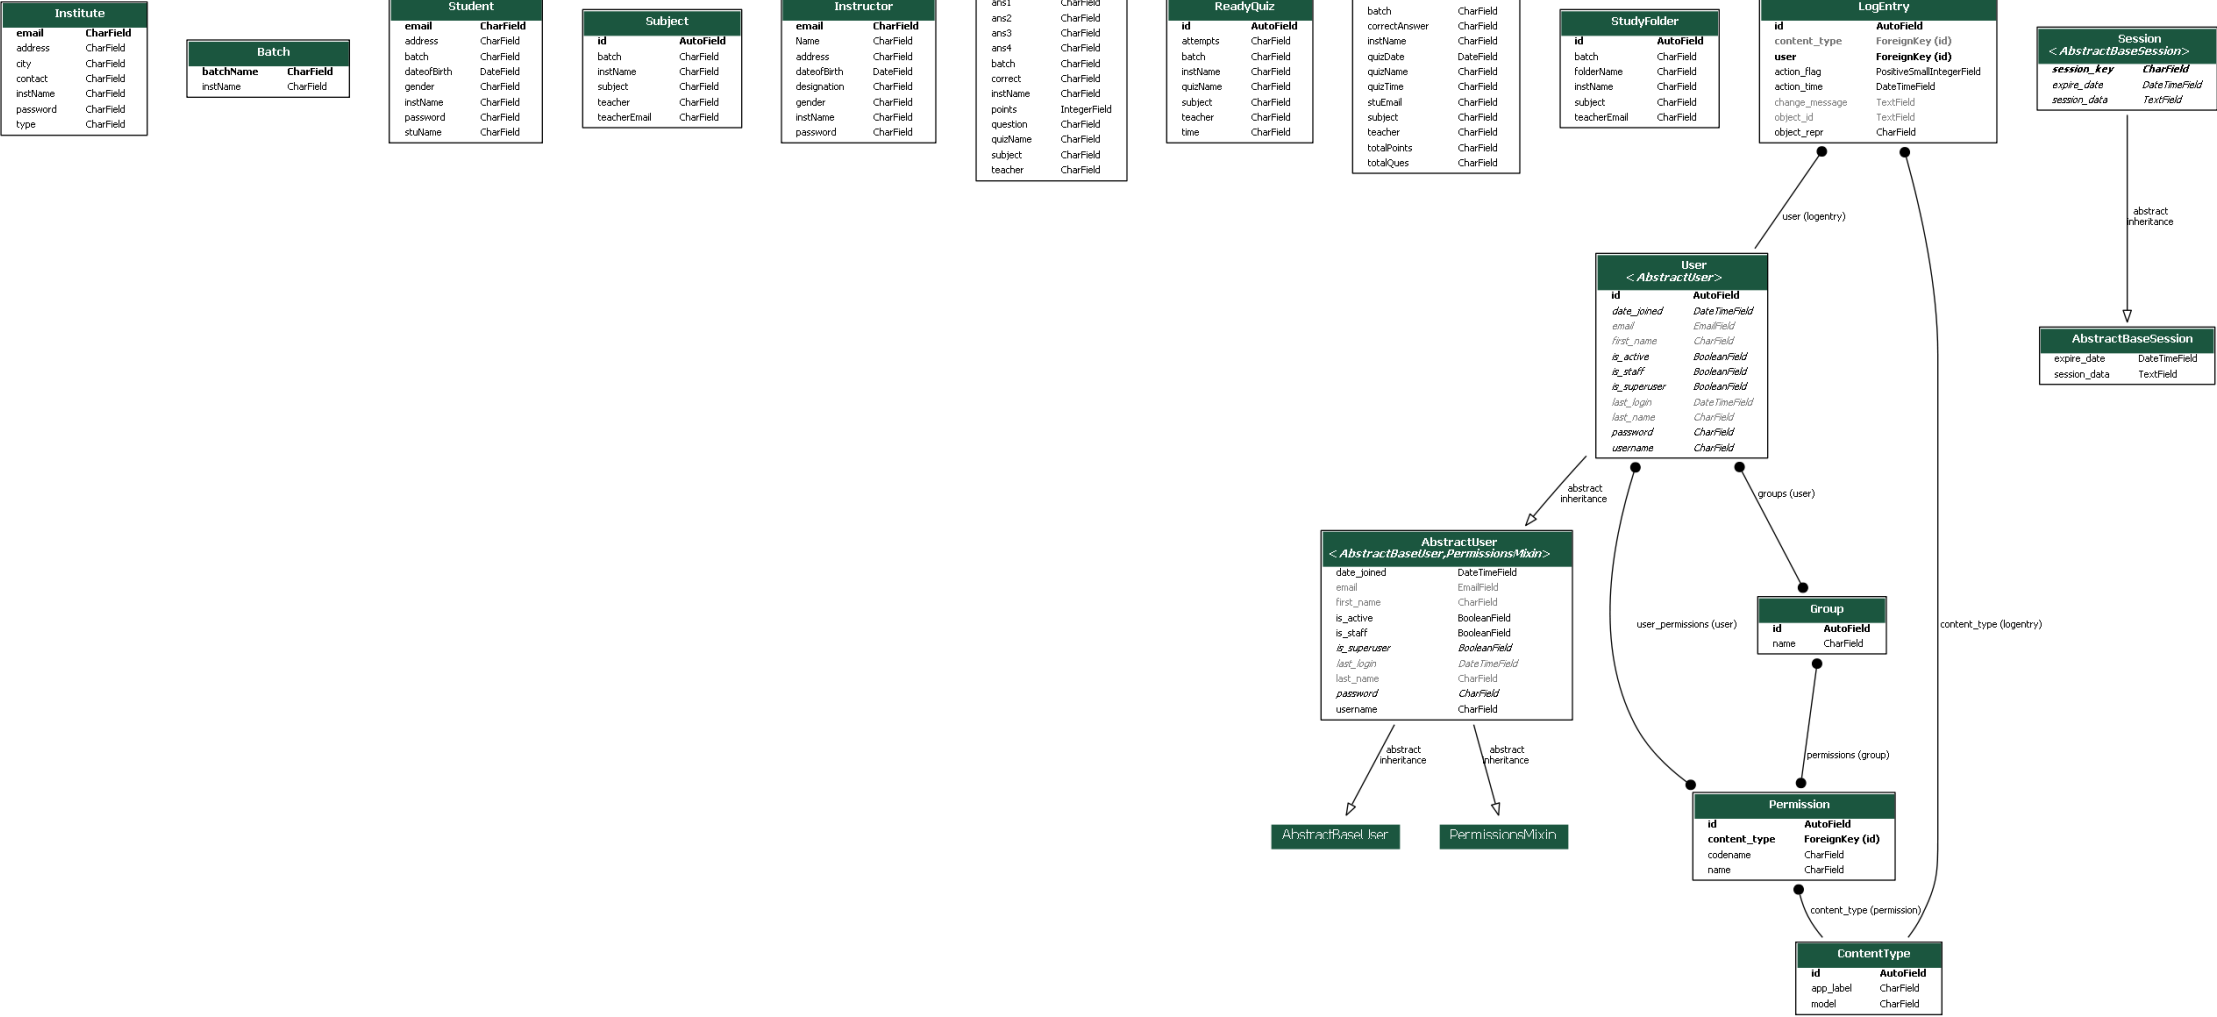 Institute
email CharField
address CharField
city CharField
contact CharField
instName CharField
password CharField
type CharField
Batch
batchName CharField
instName CharField
Student
email CharField
address CharField
batch CharField
dateofBirth DateField
gender CharField
instName CharField
password CharField
stuName CharField
Subject
id AutoField
batch CharField
instName CharField
subject CharField
teacher CharField
teacherEmail CharField
Instructor
email CharField
Name CharField
address CharField
dateofBirth DateField
designation CharField
gender CharField
instName CharField
password CharField
ans1 CharField
ans2 CharField
ans3 CharField
ans4 CharField
batch CharField
correct CharField
instName CharField
points IntegerField
question CharField
quizName CharField
subject CharField
teacher CharField
ReadyQuiz
id AutoField
attempts CharField
batch CharField
instName CharField
quizName CharField
subject CharField
teacher CharField
time CharField
batch CharField
correctAnswer CharField
instName CharField
quizDate DateField
quizName CharField
quizTime CharField
stuEmail CharField
subject CharField
teacher CharField
totalPoints CharField
totalQues CharField
StudyFolder
id AutoField
batch CharField
folderName CharField
instName CharField
subject CharField
teacherEmail CharField
LogEntry
id AutoField
content_type ForeignKey (id)
user ForeignKey (id)
action_flag PositiveSmallIntegerField
action_time DateTimeField
change_message TextField
object_id TextField
object_repr CharField
Session
<AbstractBaseSession>
session_key CharField
expire_date DateTimeField
session_data TextField
user (logentry)
abstract
inheritance
User
<AbstractUser>
id AutoField
date_joined DateTimeField
email EmailField
first_name CharField
is_active BooleanField
is_staff BooleanField
is_superuser BooleanField
last_login DateTimeField
last_name CharField
password CharField
username CharField
AbstractBaseSession
expire_date DateTimeField
session_data TextField
abstract
inheritance
groups (user)
AbstractUser
<AbstractBaseUser,PermissionsMixin>
date_joined DateTimeField
email EmailField
first_name CharField
is_active BooleanField
is_staff BooleanField
is_superuser BooleanField
last_login DateTimeField
last_name CharField
password CharField
username CharField
user_permissions (user)
Group
id AutoField
name CharField
content_type (logentry)
abstract
inheritance
abstract
inheritance
permissions (group)
AbstractBaseUser
PermissionsMixin
Permission
id AutoField
content_type ForeignKey (id)
codename CharField
name CharField
content_type (permission)
ContentType
id AutoField
app_label CharField
model CharField